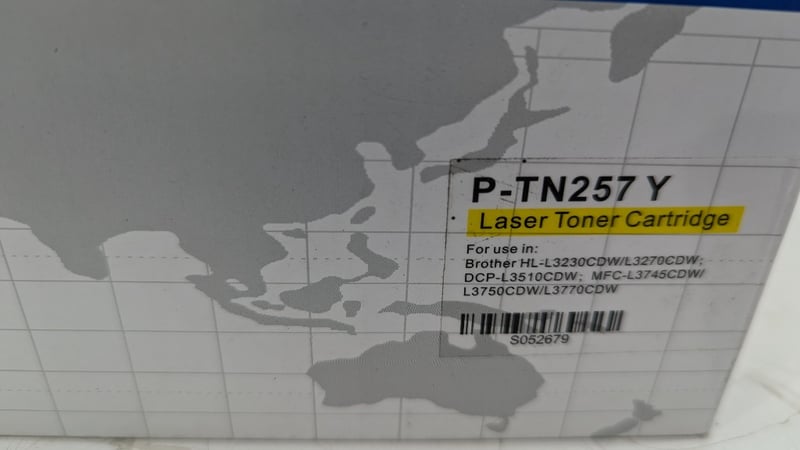 P-TN257 Y
Laser Toner Cartridge
For use in:
Brother HL-L3230CDW/L3270CDW;
DCP-L3510CDW; MFC-L3745CDW/
L3750CDW/L3770CDW
S052679